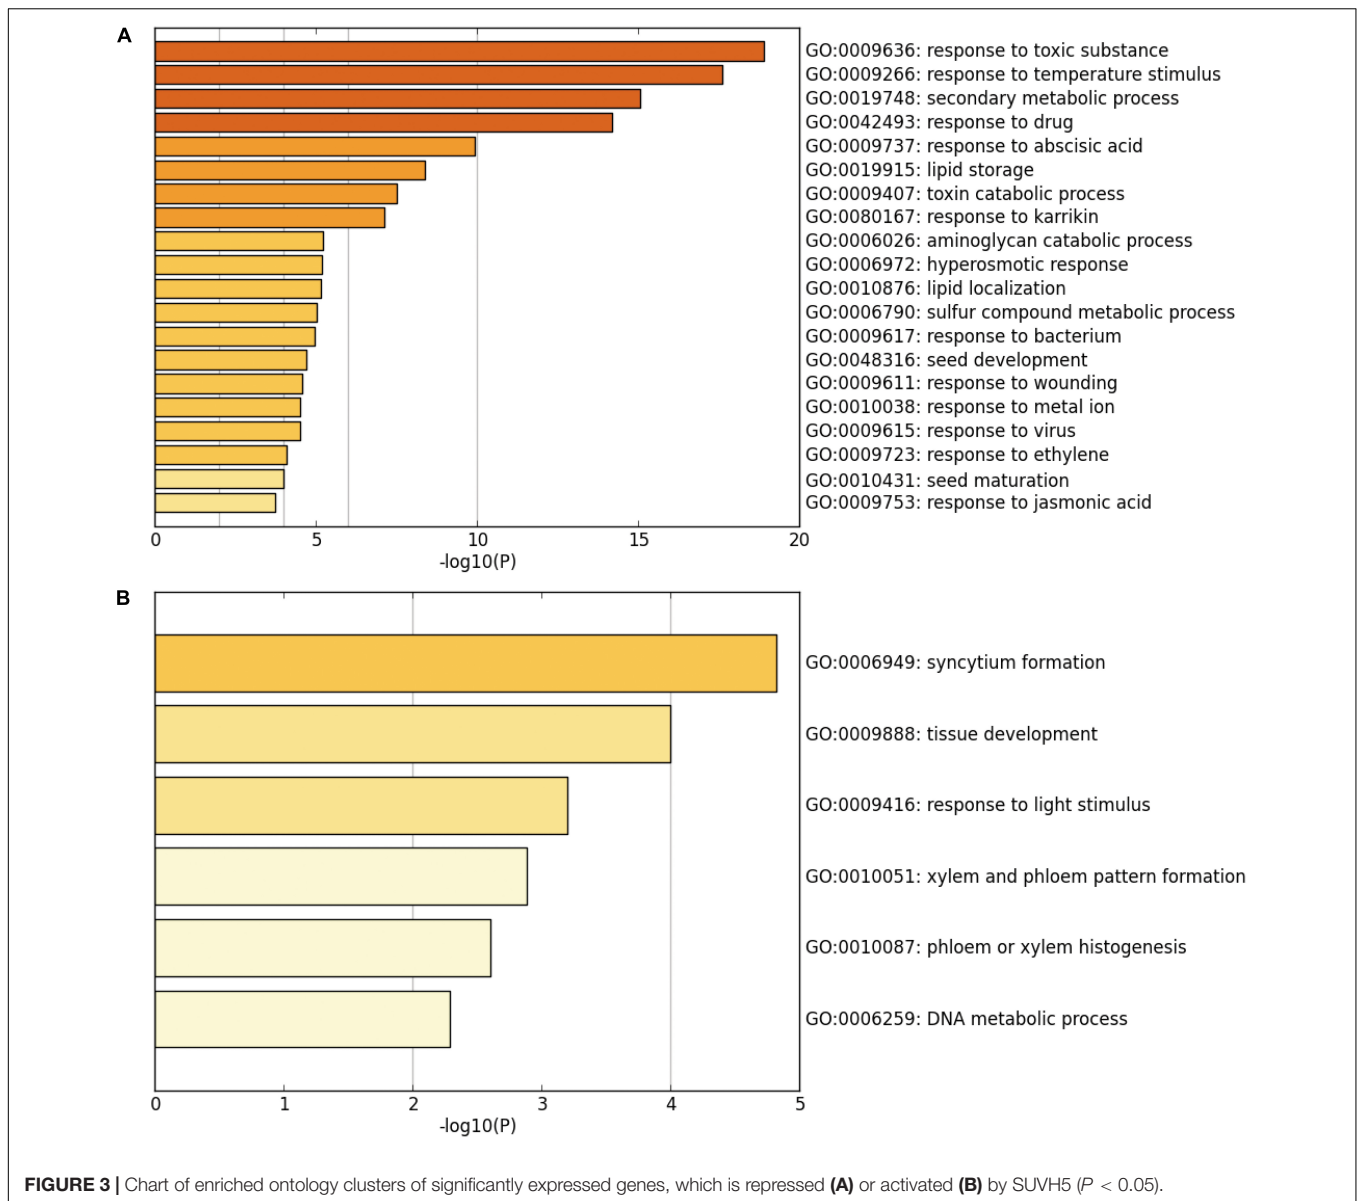 A
GO:0009636: response to toxic substance
GO:0009266: response to temperature stimulus
GO:0019748: secondary metabolic process
GO:0042493: response to drug
GO:0009737: response to abscisic acid
GO:0019915: lipid storage
GO:0009407: toxin catabolic process
GO:0080167: response to karrikin
GO:0006026: aminoglycan catabolic process
GO:0006972: hyperosmotic response
GO:0010876: lipid localization
GO:0006790: sulfur compound metabolic process
GO:0009617: response to bacterium
GO:0048316: seed development
GO:0009611: response to wounding
GO:0010038: response to metal ion
GO:0009615: response to virus
GO:0009723: response to ethylene
GO:0010431: seed maturation
GO:0009753: response to jasmonic acid
0 5 10 15 20
-log10(P)
B
GO:0006949: syncytium formation
GO:0009888: tissue development
GO:0009416: response to light stimulus
GO:0010051: xylem and phloem pattern formation
GO:0010087: phloem or xylem histogenesis
GO:0006259: DNA metabolic process
0 1 2 3 4 5
-log10(P)
FIGURE 3 | Chart of enriched ontology clusters of significantly expressed genes, which is repressed (A) or activated (B) by SUVH5 (P < 0.05).